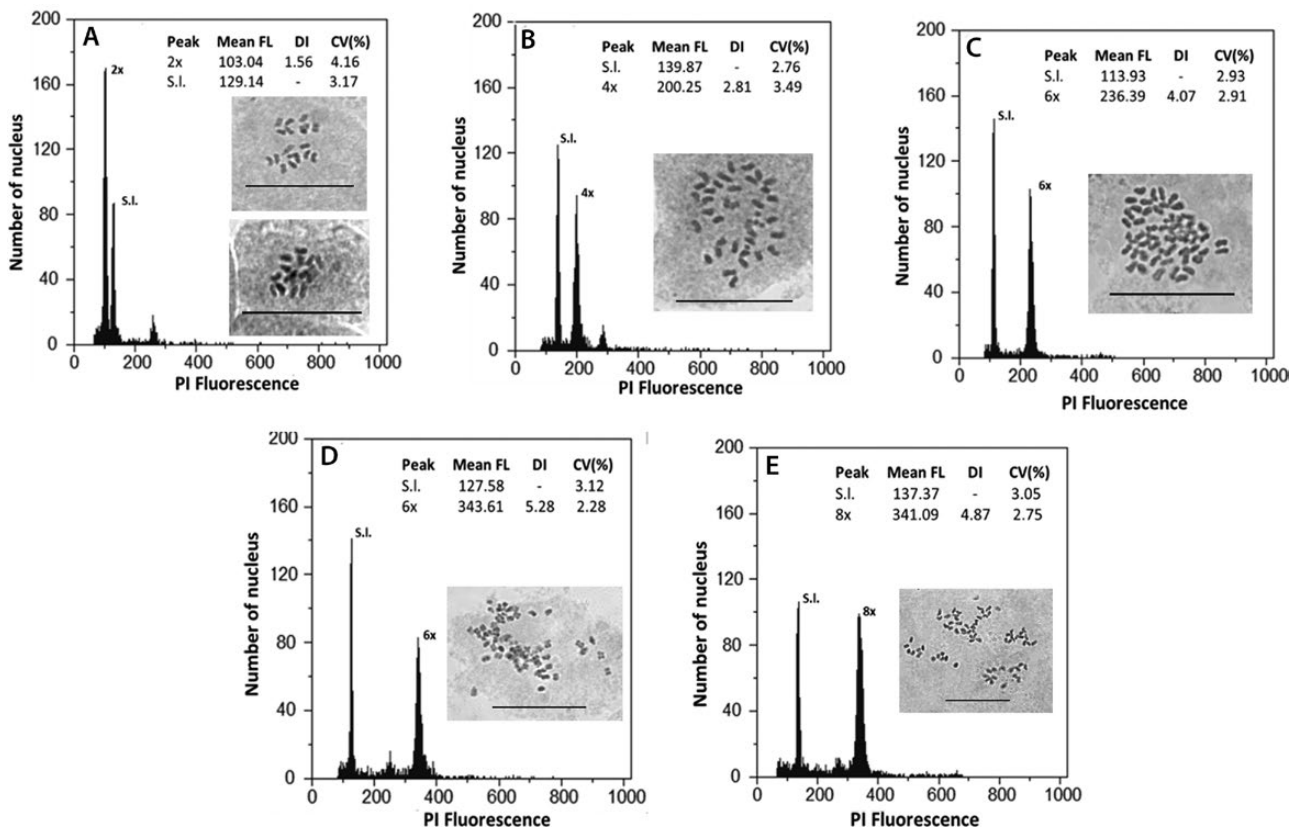 A
Peak Mean FL DI CV(%)
2x 103.04 1.56 4.16
S.I. 129.14 - 3.17
2x
S.I.
200
160
120
80
40
0
Number of nucleus
0 200 400 600 800 1000
PI Fluorescence
B
Peak Mean FL DI CV(%)
S.I. 139.87 - 2.76
4x 200.25 2.81 3.49
S.I.
4x
200
160
120
80
40
0
Number of nucleus
0 200 400 600 800 1000
PI Fluorescence
C
Peak Mean FL DI CV(%)
S.I. 113.93 - 2.93
6x 236.39 4.07 2.91
S.I.
6x
200
160
120
80
40
0
Number of nucleus
0 200 400 600 800 1000
PI Fluorescence
D
Peak Mean FL DI CV(%)
S.I. 127.58 - 3.12
6x 343.61 5.28 2.28
S.I.
6x
200
160
120
80
40
0
Number of nucleus
0 200 400 600 800 1000
PI Fluorescence
E
Peak Mean FL DI CV(%)
S.I. 137.37 - 3.05
8x 341.09 4.87 2.75
S.I.
8x
200
160
120
80
40
0
Number of nucleus
0 200 400 600 800 1000
PI Fluorescence